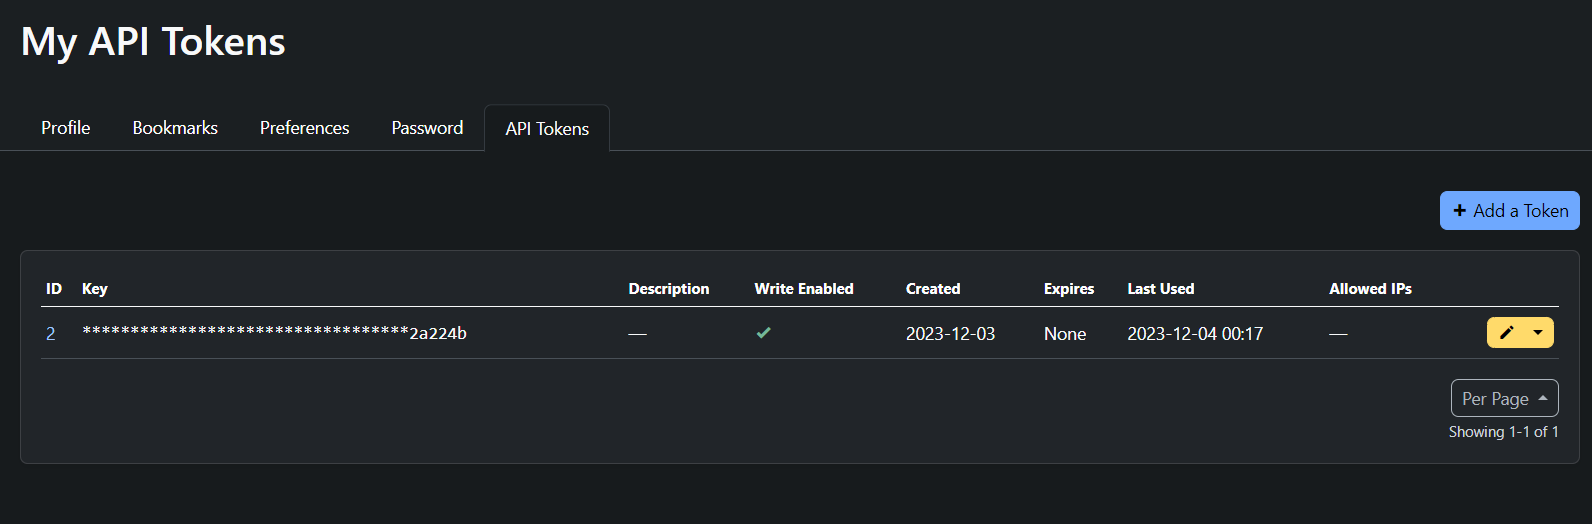 My API Tokens
Profile Bookmarks Preferences Password API Tokens
+ Add a Token
ID Key Description Write Enabled Created Expires Last Used Allowed IPs
2 **********************************2a224b — ✓ 2023-12-03 None 2023-12-04 00:17 —
Per Page
Showing 1-1 of 1